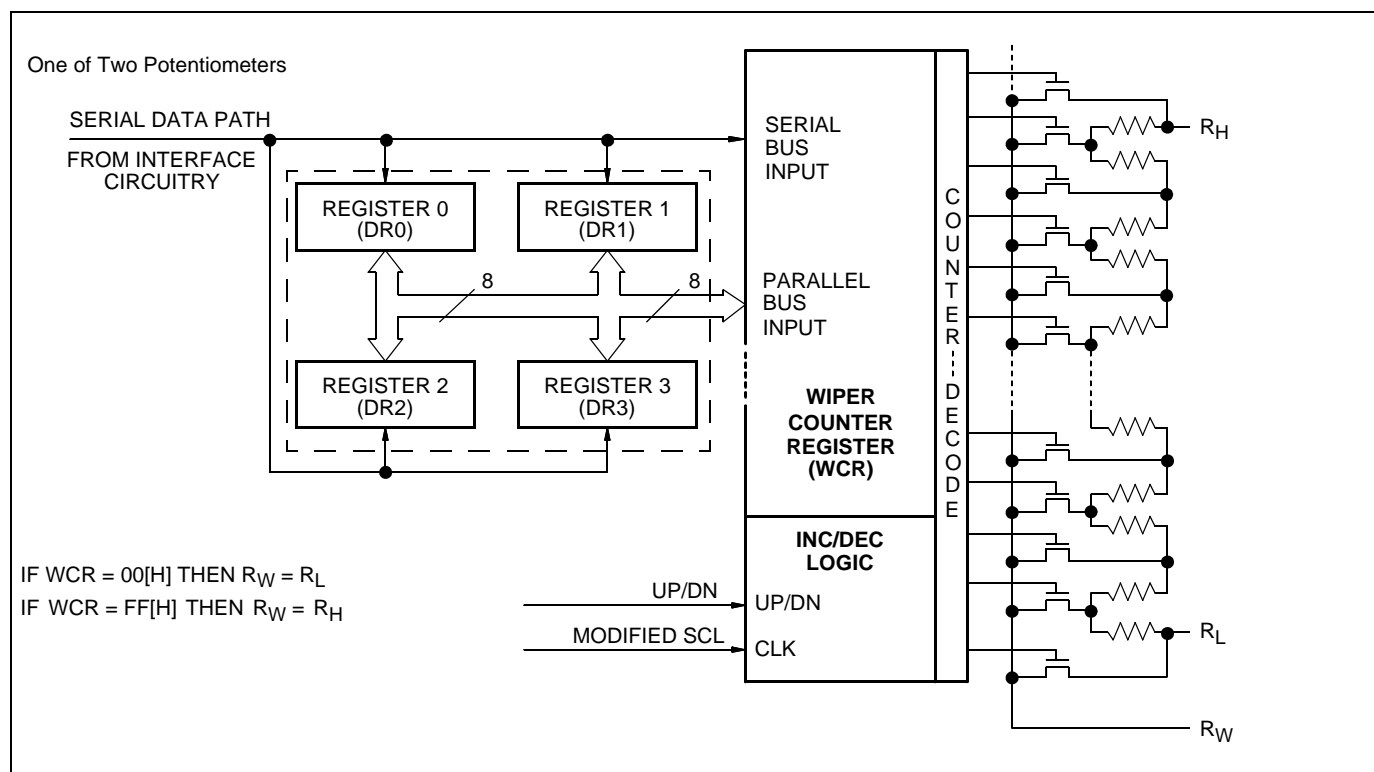 One of Two Potentiometers
SERIAL DATA PATH
FROM INTERFACE
CIRCUITRY
REGISTER 0
(DR0)
REGISTER 1
(DR1)
8
8
REGISTER 2
(DR2)
REGISTER 3
(DR3)
SERIAL
BUS
INPUT
PARALLEL
BUS
INPUT
WIPER
COUNTER
REGISTER
(WCR)
INC/DEC
LOGIC
UP/DN
UP/DN
MODIFIED SCL
CLK
COUNTER
DECODE
RH
RL
RW
IF WCR = 00[H] THEN RW = RL
IF WCR = FF[H] THEN RW = RH